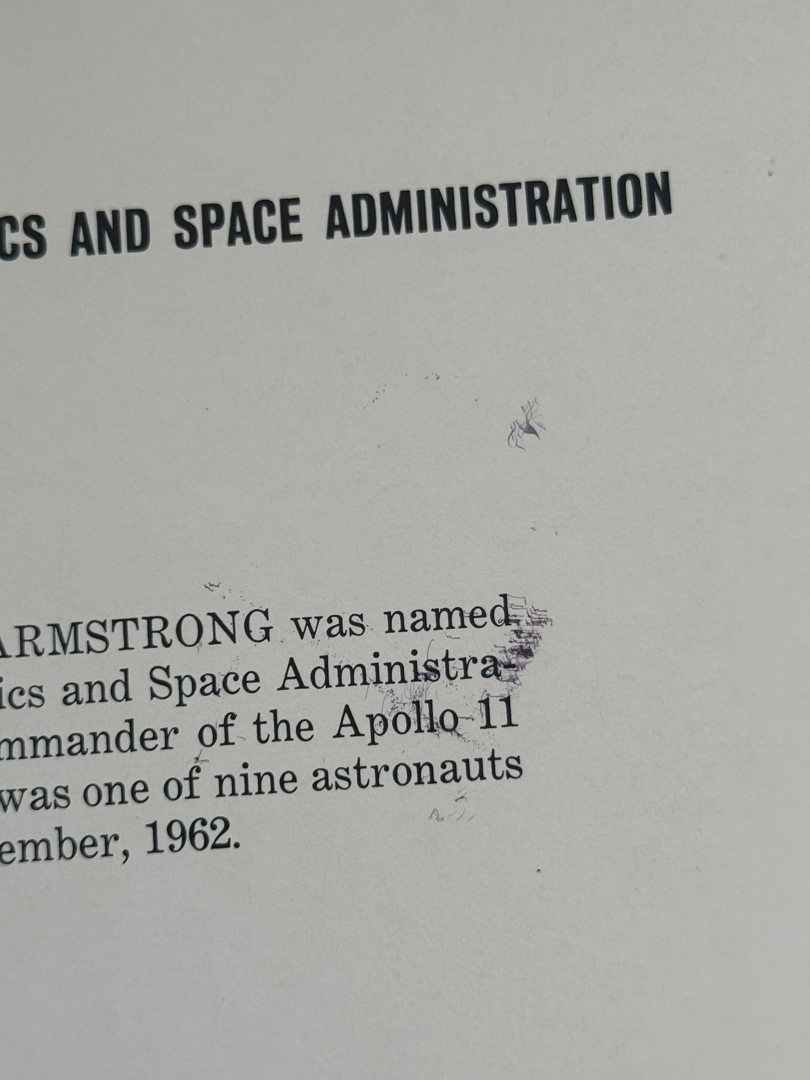 CS AND SPACE ADMINISTRATION
ARMSTRONG was named
ics and Space Administra-
mmander of the Apollo 11
was one of nine astronauts
ember, 1962.